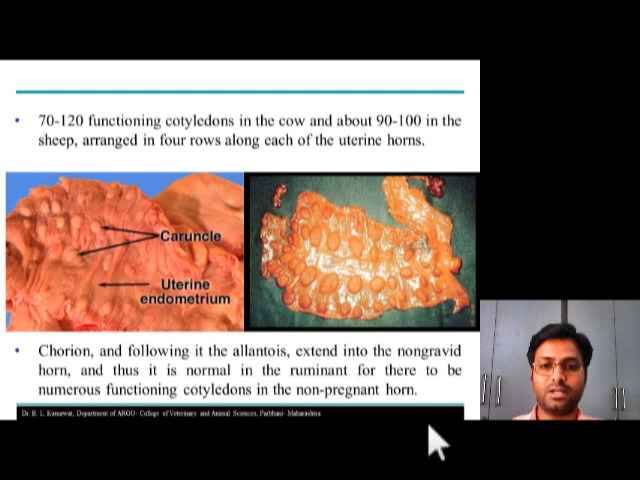 • 70-120 functioning cotyledons in the cow and about 90-100 in the
sheep, arranged in four rows along each of the uterine horns.
Caruncle
Uterine
endometrium
• Chorion, and following it the allantois, extend into the nongravid
horn, and thus it is normal in the ruminant for there to be
numerous functioning cotyledons in the non-pregnant horn.
Dr. B. L. Kumawat, Department of ARGO- College of Veterinary and Animal Sciences, Parbhani- Maharashtra